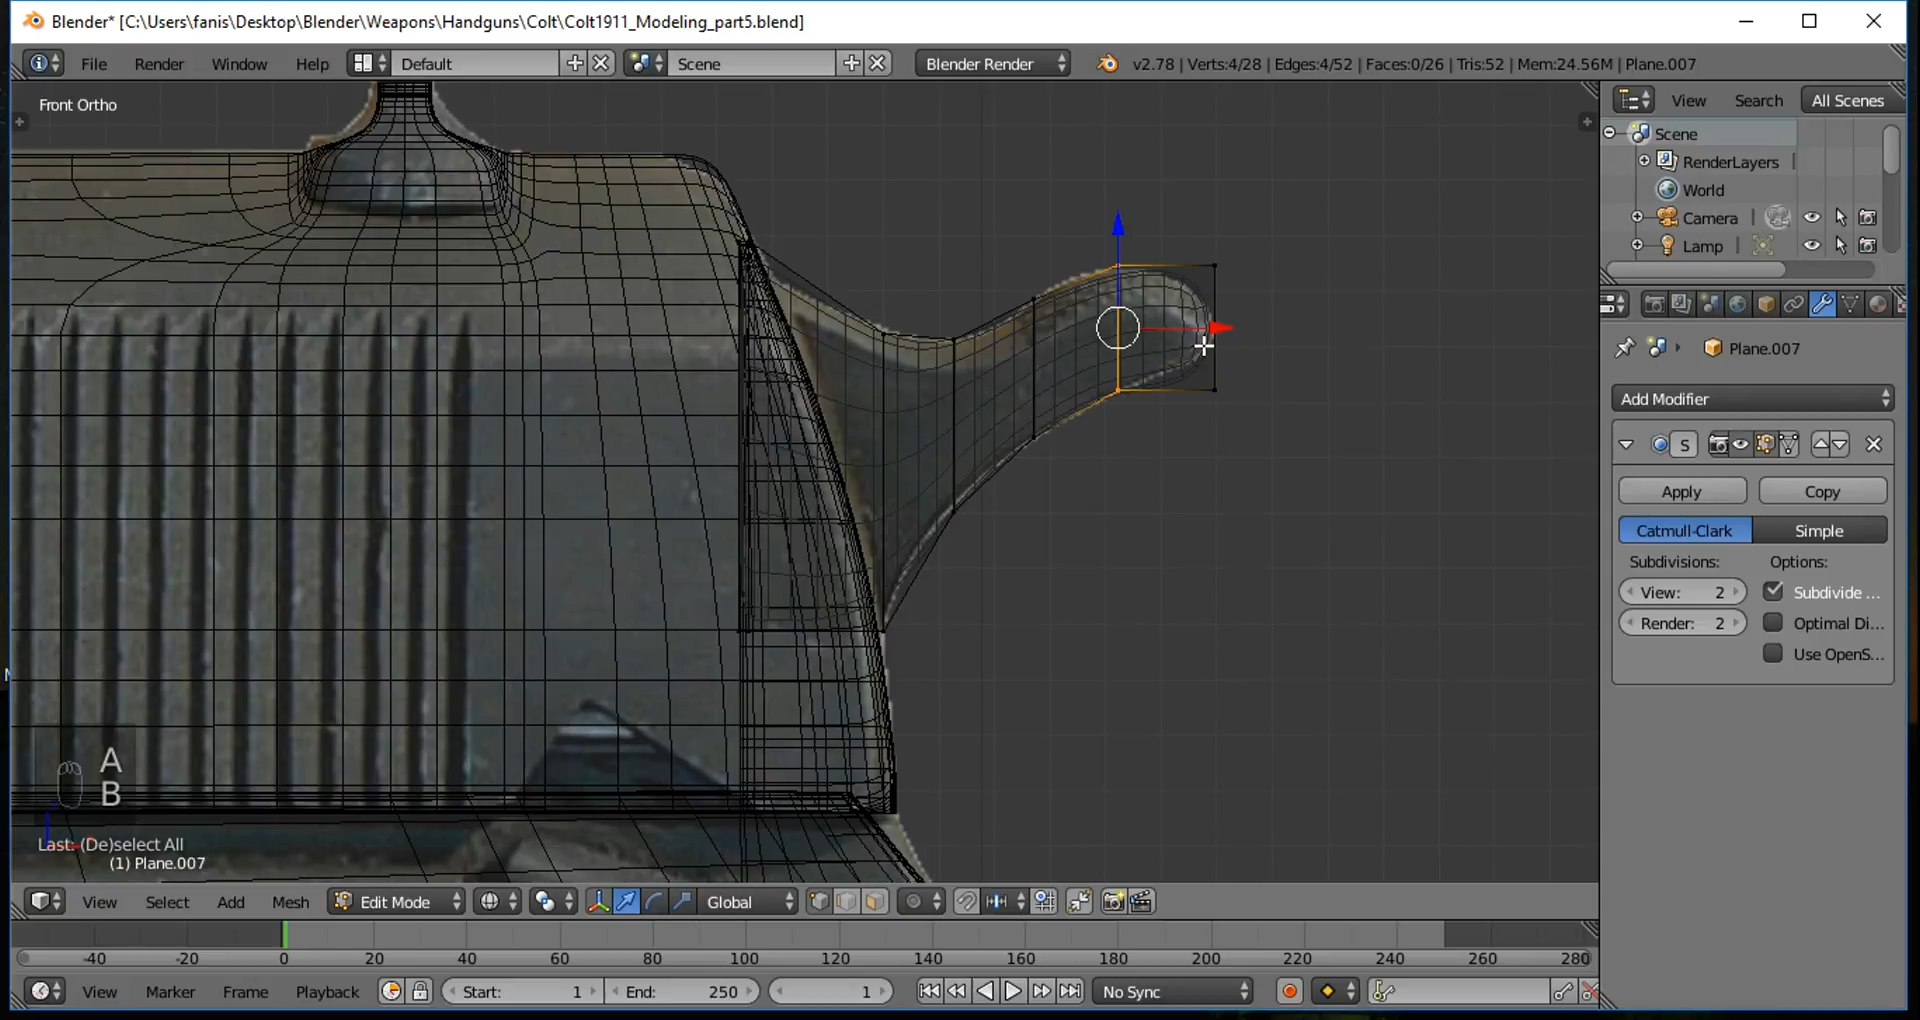 Blender* [C:\Users\fanis\Desktop\Blender\Weapons\Handguns\Colt\Colt1911_Modeling_part5.blend]
File Render Window Help Default Scene Blender Render v2.78 | Verts:4/28 | Edges:4/52 | Faces:0/26 | Tris:52 | Mem:24.56M | Plane.007
Front Ortho
View Search All Scenes
Scene
RenderLayers
World
Camera
Lamp
Plane.007
Add Modifier
S
Apply Copy
Catmull-Clark Simple
Subdivisions: Options:
View: 2 Subdivide ...
Render: 2 Optimal Di...
Use OpenS...
A
B
Last: (De)select All
(1) Plane.007
View Select Add Mesh Edit Mode Global
-40 -20 0 20 40 60 80 100 120 140 160 180 200 220 240 260 280
View Marker Frame Playback Start: 1 End: 250 1 No Sync